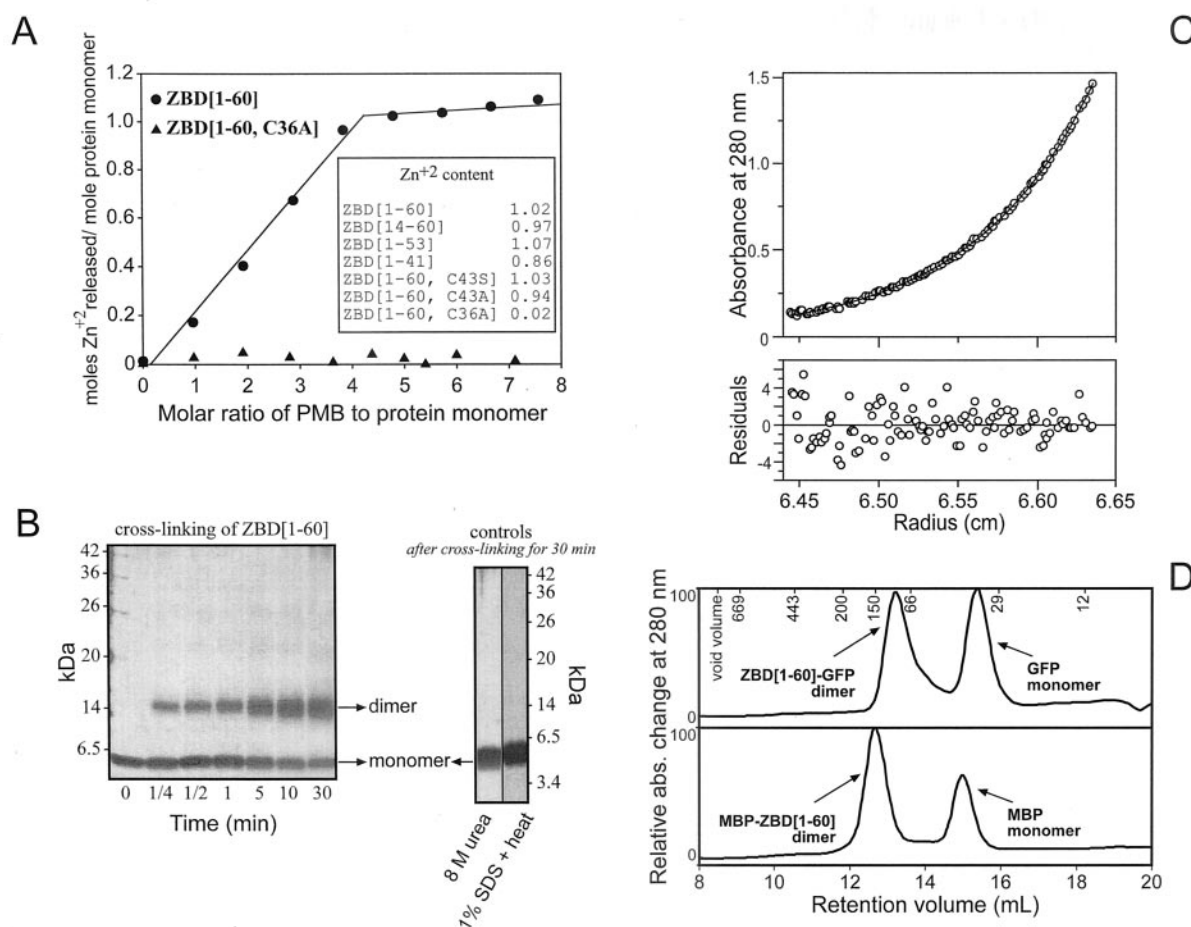 A
moles Zn+2 released/ mole protein monomer
1.2
1.0
0.8
0.6
0.4
0.2
0
● ZBD[1-60]
▲ ZBD[1-60, C36A]
Zn+2 content
ZBD[1-60] 1.02
ZBD[14-60] 0.97
ZBD[1-53] 1.07
ZBD[1-41] 0.86
ZBD[1-60, C43S] 1.03
ZBD[1-60, C43A] 0.94
ZBD[1-60, C36A] 0.02
0 1 2 3 4 5 6 7 8
Molar ratio of PMB to protein monomer
B
cross-linking of ZBD[1-60]
kDa
42
36
26
20
14
6.5
dimer
monomer
0 1/4 1/2 1 5 10 30
Time (min)
controls
after cross-linking for 30 min
42
36
20
14
6.5
3.4
kDa
8 M urea
1% SDS + heat
C
Absorbance at 280 nm
1.5
1.0
0.5
0
Residuals
4
2
0
-4
6.45 6.50 6.55 6.60 6.65
Radius (cm)
D
Relative abs. change at 280 nm
100
0
void volume
669
443
200
150
66
29
12
ZBD[1-60]-GFP
dimer
GFP
monomer
100
0
MBP-ZBD[1-60]
dimer
MBP
monomer
8 10 12 14 16 18 20
Retention volume (mL)